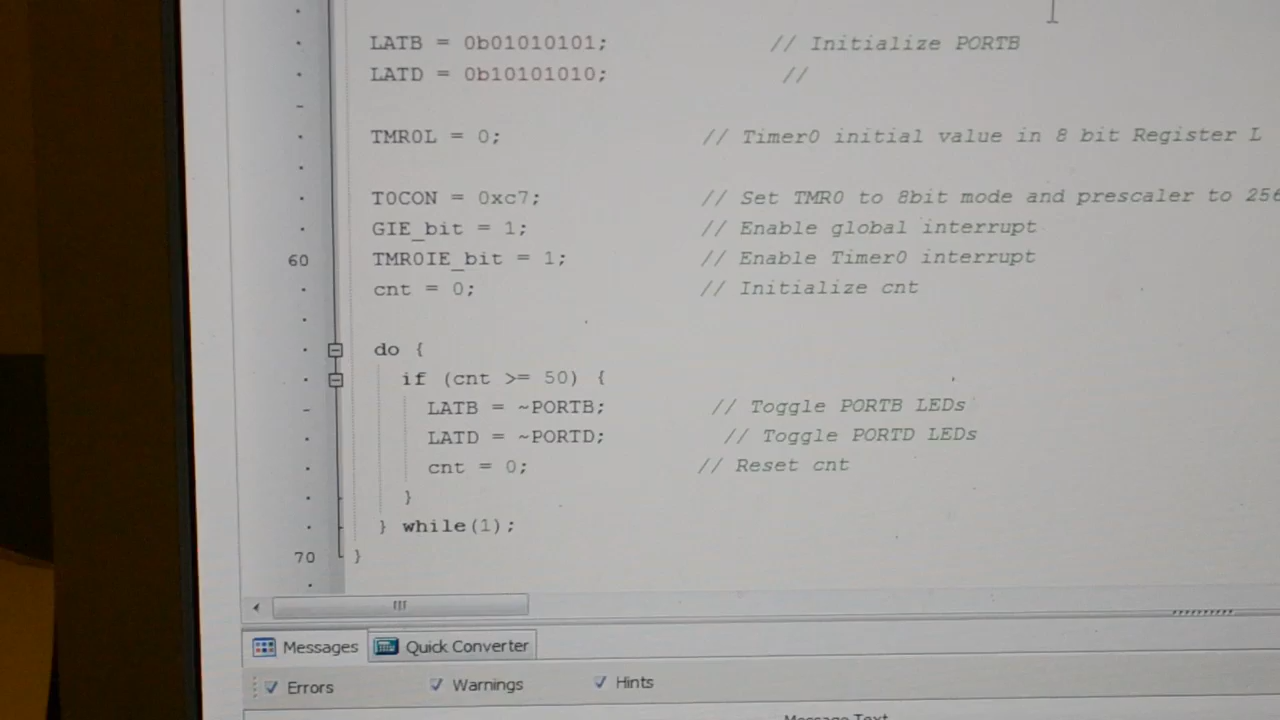 LATB = 0b01010101; // Initialize PORTB
LATD = 0b10101010; //
TMR0L = 0; // Timer0 initial value in 8 bit Register L
T0CON = 0xc7; // Set TMR0 to 8bit mode and prescaler to 256
GIE_bit = 1; // Enable global interrupt
60 TMR0IE_bit = 1; // Enable Timer0 interrupt
cnt = 0; // Initialize cnt
do {
if (cnt >= 50) {
LATB = ~PORTB; // Toggle PORTB LEDs
LATD = ~PORTD; // Toggle PORTD LEDs
cnt = 0; // Reset cnt
}
} while(1);
70 }
Messages Quick Converter
Errors Warnings Hints
Message Text